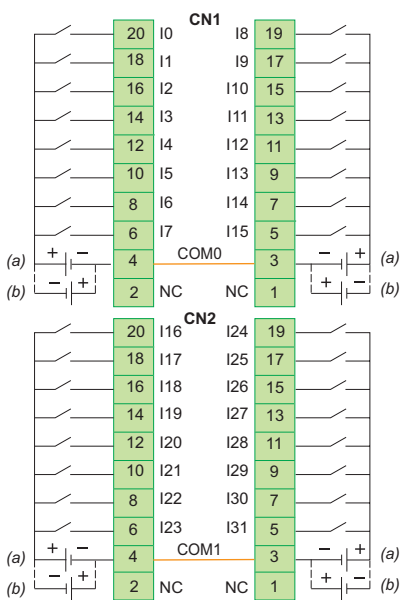 CN1
20 I0 I8 19
18 I1 I9 17
16 I2 I10 15
14 I3 I11 13
12 I4 I12 11
10 I5 I13 9
8 I6 I14 7
6 I7 I15 5
(a) + − 4 COM0 3 − + (a)
(b) − + 2 NC NC 1 + − (b)
CN2
20 I16 I24 19
18 I17 I25 17
16 I18 I26 15
14 I19 I27 13
12 I20 I28 11
10 I21 I29 9
8 I22 I30 7
6 I23 I31 5
(a) + − 4 COM1 3 − + (a)
(b) − + 2 NC NC 1 + − (b)